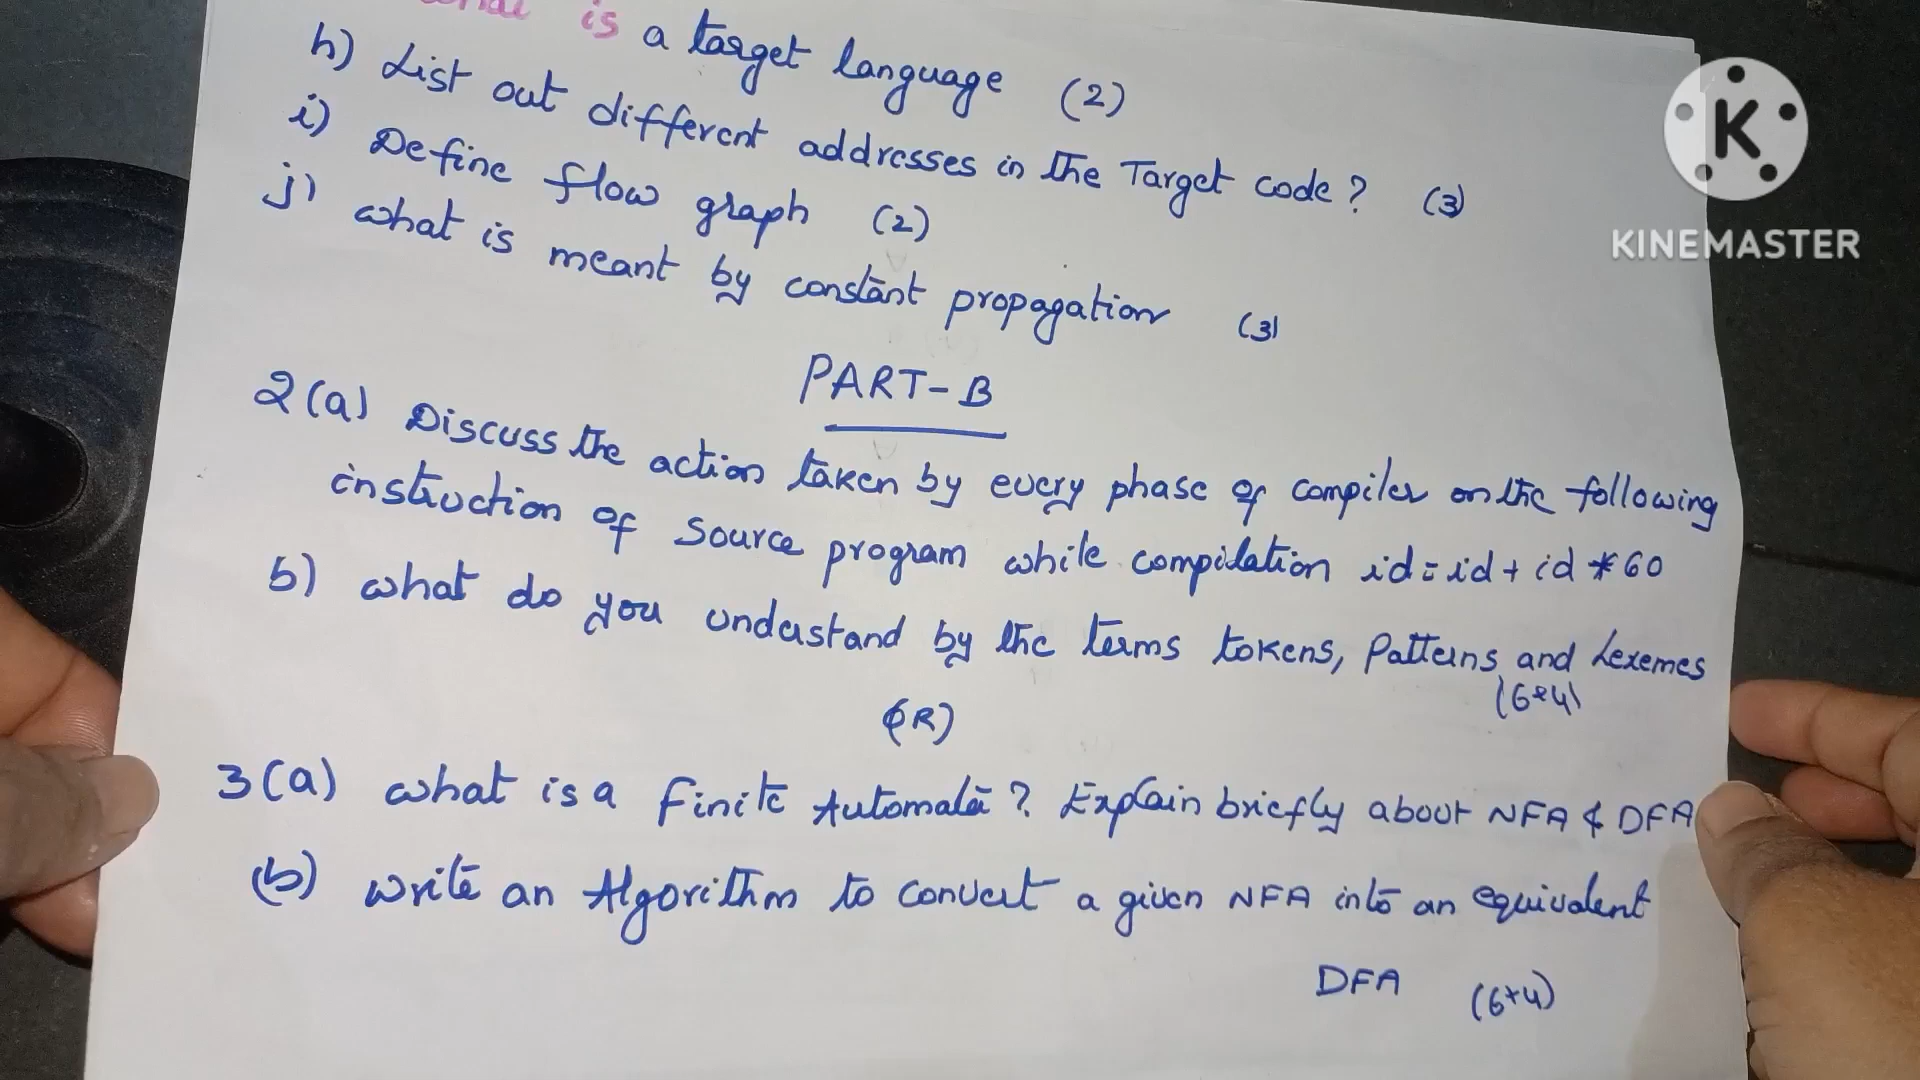 is a target language (2)
h) List out different addresses in the Target code? (3)
i) Define flow graph (2)
j) what is meant by constant propagation (3)
PART-B
2(a) Discuss the action taken by every phase of compiler on the following
instruction of source program while compilation id=id+id*60
b) what do you understand by the terms tokens, Patterns and Lexemes
(6+4)
(OR)
3(a) what is a Finite Automata? Explain briefly about NFA & DFA
(b) write an Algorithm to convert a given NFA into an equivalent
DFA (6+4)
K
KINEMASTER